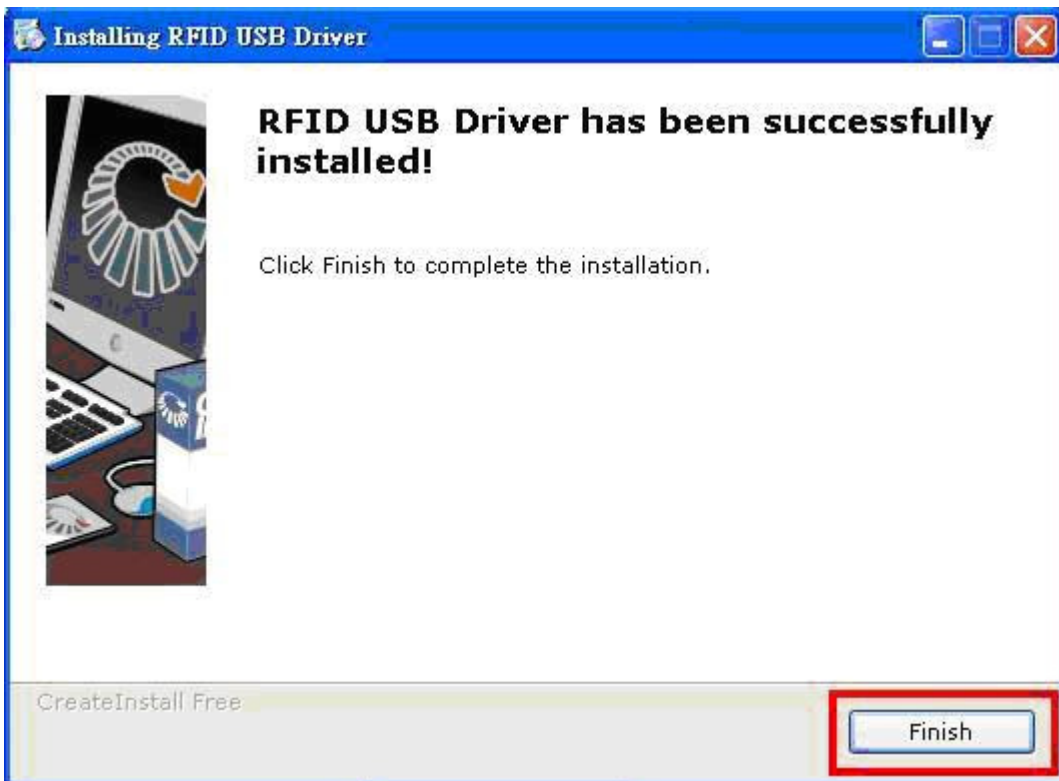 Installing RFID USB Driver
RFID USB Driver has been successfully
installed!
Click Finish to complete the installation.
CreateInstall Free
Finish